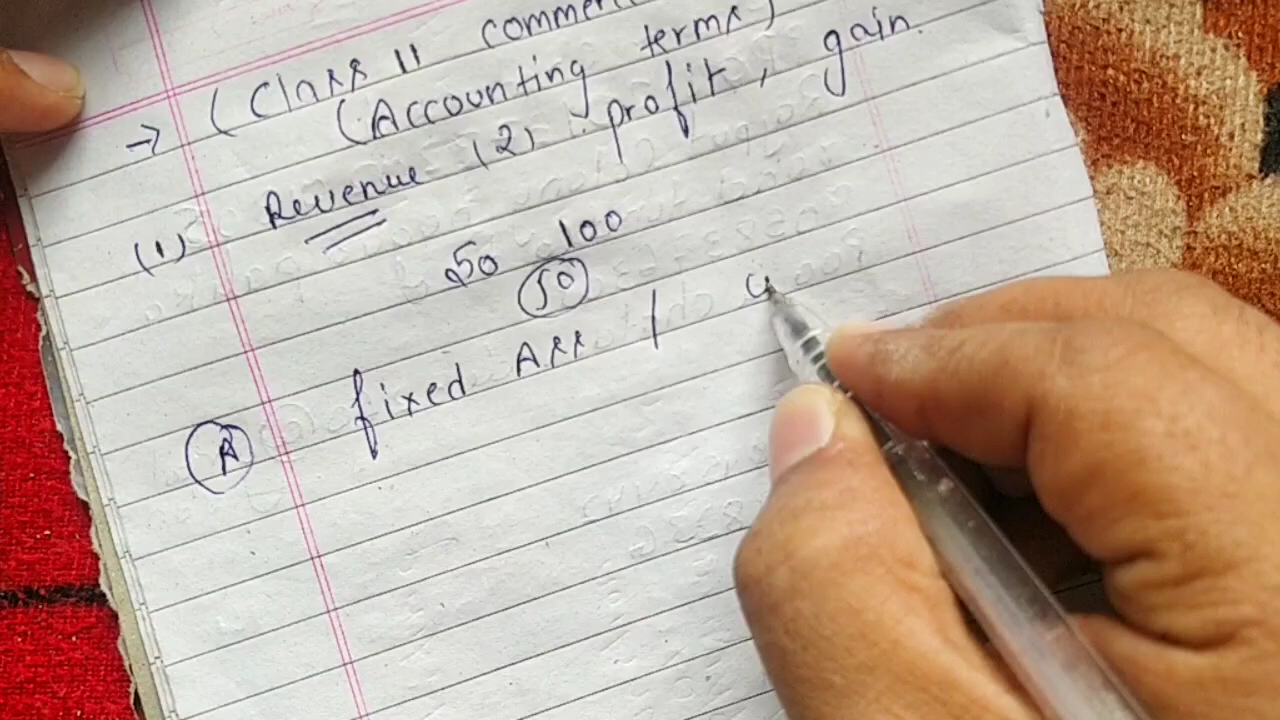 → (Class 11 commer
(Accounting terms)
(1) Revenue (2) profit, gain.
50 100
50
(A) fixed Ass /